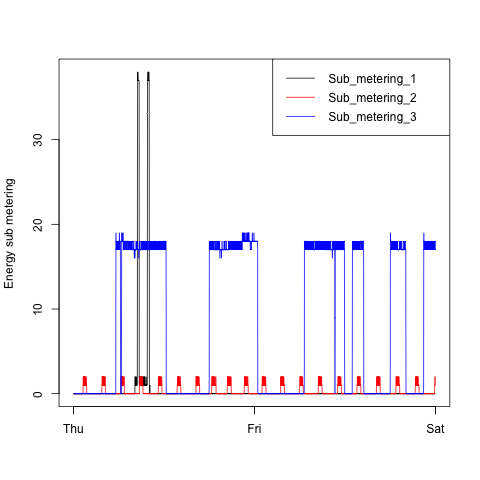 Sub_metering_1
Sub_metering_2
Sub_metering_3
Energy sub metering
30
20
10
0
Thu Fri Sat